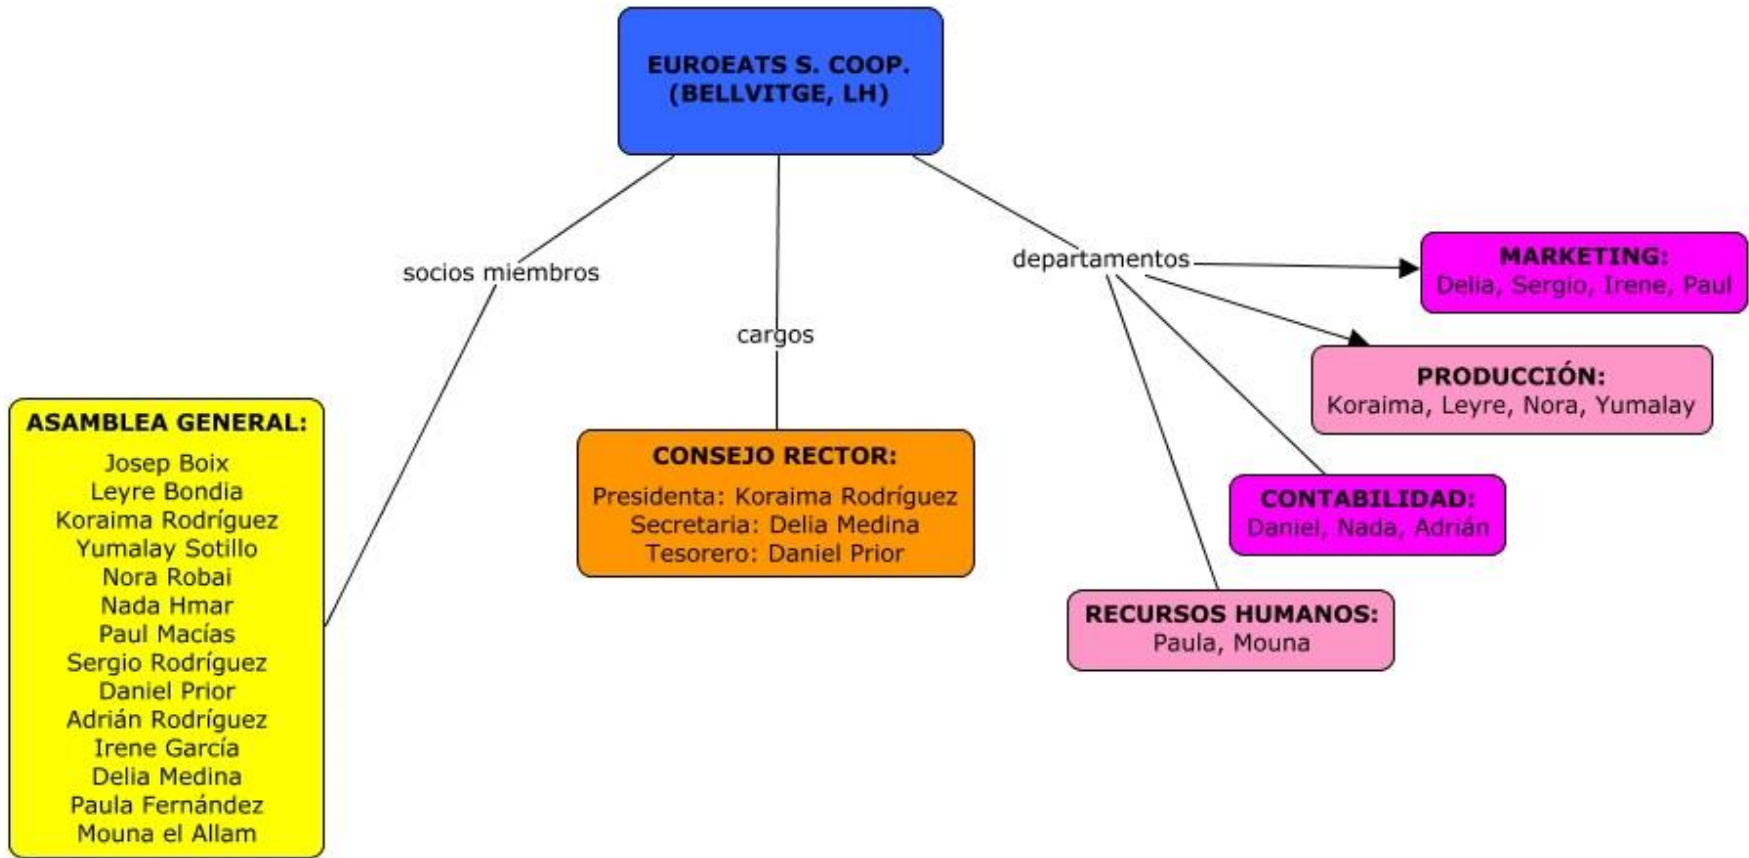 EUROEATS S. COOP.
(BELLVITGE, LH)
socios miembros
cargos
departamentos
ASAMBLEA GENERAL:
Josep Boix
Leyre Bondia
Koraima Rodríguez
Yumalay Sotillo
Nora Robai
Nada Hmar
Paul Macías
Sergio Rodríguez
Daniel Prior
Adrián Rodríguez
Irene García
Delia Medina
Paula Fernández
Mouna el Allam
CONSEJO RECTOR:
Presidenta: Koraima Rodríguez
Secretaria: Delia Medina
Tesorero: Daniel Prior
MARKETING:
Delia, Sergio, Irene, Paul
PRODUCCIÓN:
Koraima, Leyre, Nora, Yumalay
CONTABILIDAD:
Daniel, Nada, Adrián
RECURSOS HUMANOS:
Paula, Mouna